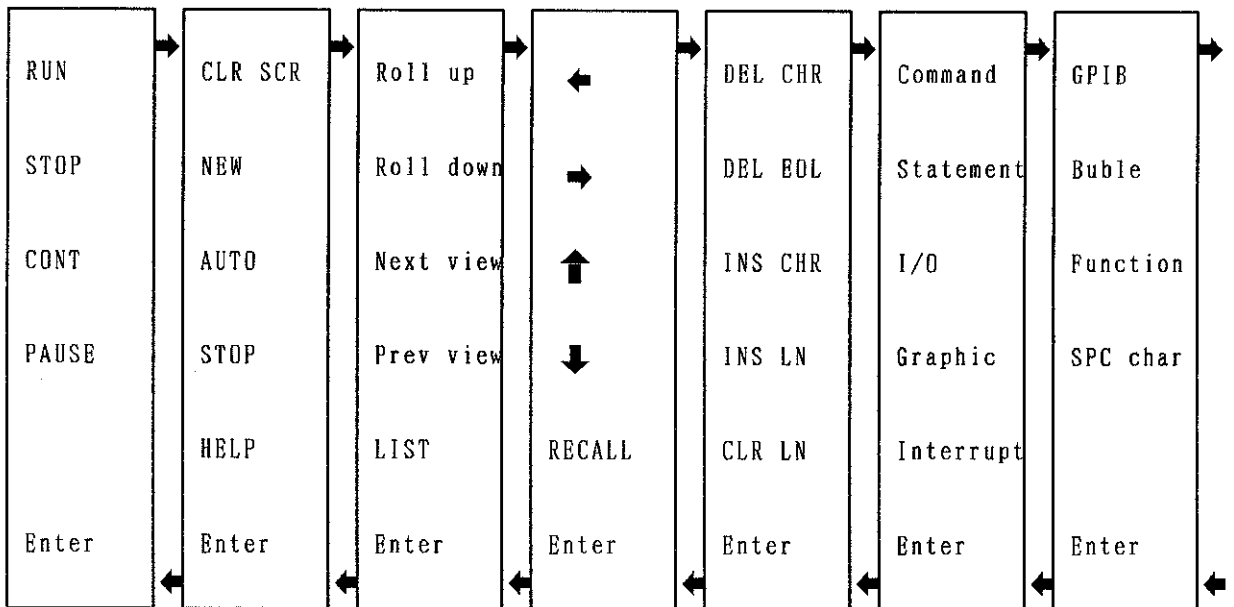 RUN
STOP
CONT
PAUSE
Enter
CLR SCR
NEW
AUTO
STOP
HELP
Enter
Roll up
Roll down
Next view
Prev view
LIST
Enter
←
→
↑
↓
RECALL
Enter
DEL CHR
DEL EOL
INS CHR
INS LN
CLR LN
Enter
Command
Statement
I/O
Graphic
Interrupt
Enter
GPIB
Buble
Function
SPC char
Enter